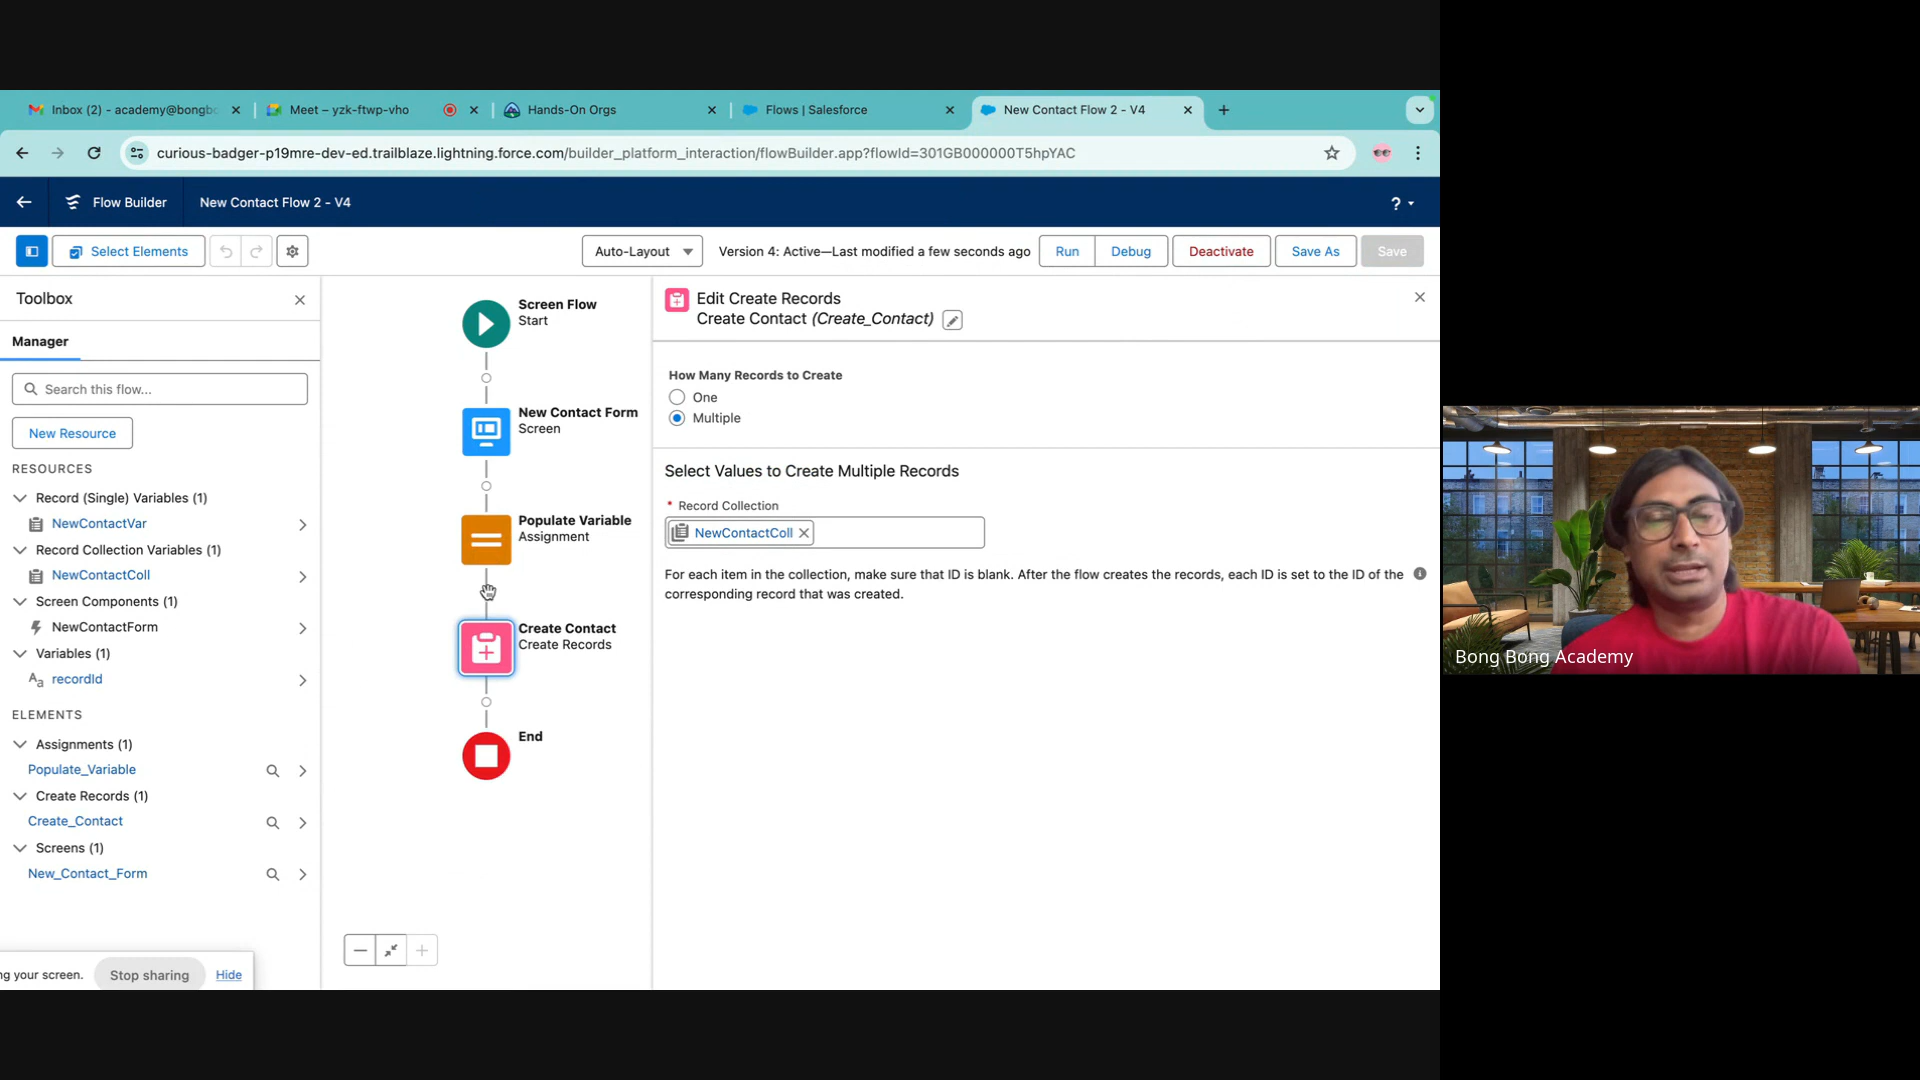 Inbox (2) - academy@bongb
Meet – yzk-ftwp-vho
Hands-On Orgs
Flows | Salesforce
New Contact Flow 2 - V4
curious-badger-p19mre-dev-ed.trailblaze.lightning.force.com/builder_platform_interaction/flowBuilder.app?flowId=301GB000000T5hpYAC
Flow Builder
New Contact Flow 2 - V4
?
Select Elements
Auto-Layout
Version 4: Active—Last modified a few seconds ago
Run
Debug
Deactivate
Save As
Save
Toolbox
Manager
Search this flow...
New Resource
RESOURCES
Record (Single) Variables (1)
NewContactVar
Record Collection Variables (1)
NewContactColl
Screen Components (1)
NewContactForm
Variables (1)
Aa recordId
ELEMENTS
Assignments (1)
Populate_Variable
Create Records (1)
Create_Contact
Screens (1)
New_Contact_Form
ng your screen.
Stop sharing
Hide
Screen Flow
Start
New Contact Form
Screen
Populate Variable
Assignment
Create Contact
Create Records
End
Edit Create Records
Create Contact (Create_Contact)
How Many Records to Create
One
Multiple
Select Values to Create Multiple Records
* Record Collection
NewContactColl
For each item in the collection, make sure that ID is blank. After the flow creates the records, each ID is set to the ID of the
corresponding record that was created.
Bong Bong Academy